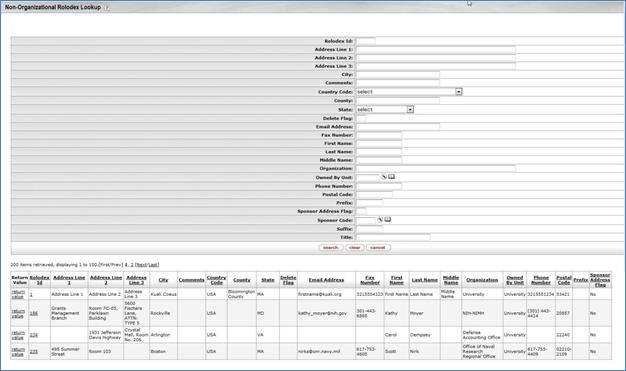 Non-Organizational Rolodex Lookup ?
Rolodex Id:
Address Line 1:
Address Line 2:
Address Line 3:
City:
Comments:
Country Code: select
County:
State: select
Delete Flag:
Email Address:
Fax Number:
First Name:
Last Name:
Middle Name:
Organization:
Owned By Unit:
Phone Number:
Postal Code:
Prefix:
Sponsor Address Flag:
Sponsor Code:
Suffix:
Title:
search clear cancel
200 items retrieved, displaying 1 to 100.[First/Prev] 1, 2 [Next/Last]
Return Value Rolodex Id Address Line 1 Address Line 2 Address Line 3 City Comments Country Code County State Delete Flag Email Address Fax Number First Name Last Name Middle Name Organization Owned By Unit Phone Number Postal Code Prefix Sponsor Address Flag
return value 1 Address Line 1 Address Line 2 Address Line 3 Kuali Coeus USA Bloomington County MA firstname@kuali.org 3215554123 First Name Last Name Middle Name University University 3215551234 53421 No
return value 186 Grants Management Branch Room 7C-05, Parklawn Building 5600 Fischers Lane, ATTN: TYPE 5 Rockville USA MD kathy_moyer@nih.gov 301-443-6885 Kathy Moyer NIH-NIMH University (301) 443-4414 20857 No
return value 234 1931 Jefferson Davis Highway Crystal Mall, Room No. 206 Arlington USA VA Carol Dempsey Defense Accounting Office University 22240 No
return value 235 495 Summer Street Room 103 Boston USA MA nirks@onr.navy.mil 617-753-4605 Scott Nirk Office of Naval Research Regional Office University 617-753-4409 02210-2109 No